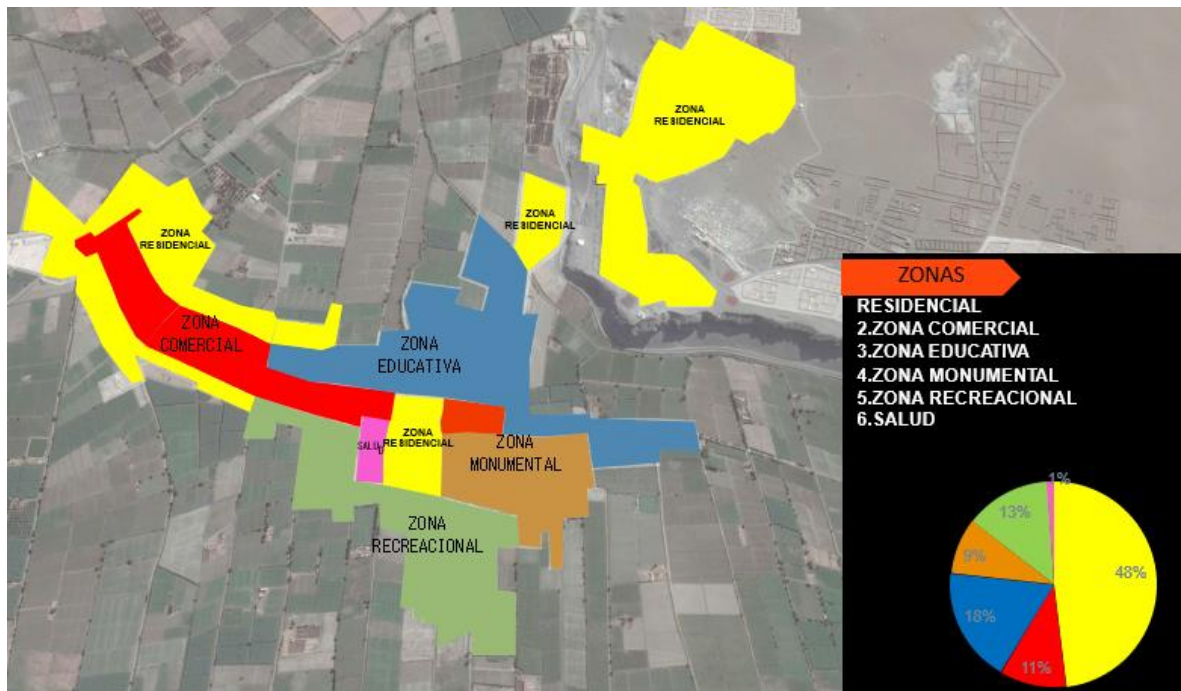 ZONA
RESIDENCIAL
ZONA
RESIDENCIAL
ZONA
RESIDENCIAL
ZONA
COMERCIAL
ZONA
EDUCATIVA
SALUD
ZONA
RESIDENCIAL
ZONA
MONUMENTAL
ZONA
RECREACIONAL
ZONAS
RESIDENCIAL
2.ZONA COMERCIAL
3.ZONA EDUCATIVA
4.ZONA MONUMENTAL
5.ZONA RECREACIONAL
6.SALUD
1%
13%
9%
48%
18%
11%